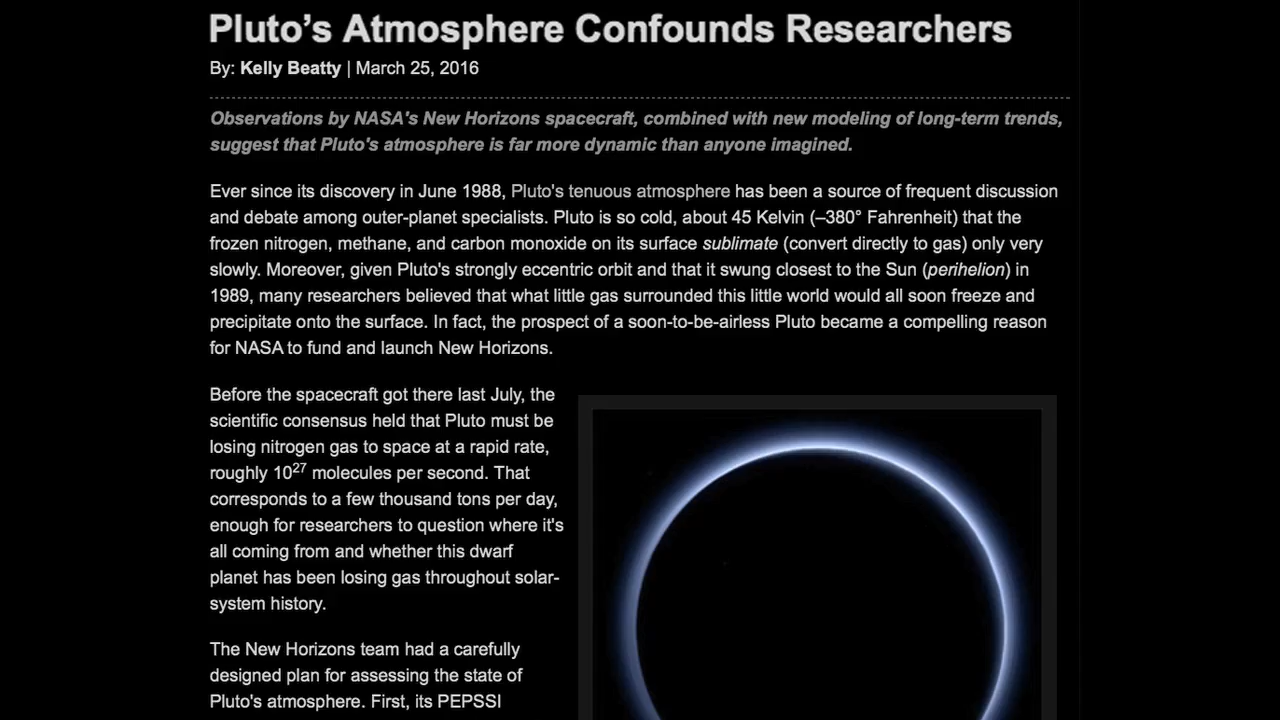 Pluto’s Atmosphere Confounds Researchers
By: Kelly Beatty | March 25, 2016
Observations by NASA's New Horizons spacecraft, combined with new modeling of long-term trends,
suggest that Pluto's atmosphere is far more dynamic than anyone imagined.
Ever since its discovery in June 1988, Pluto's tenuous atmosphere has been a source of frequent discussion
and debate among outer-planet specialists. Pluto is so cold, about 45 Kelvin (–380° Fahrenheit) that the
frozen nitrogen, methane, and carbon monoxide on its surface sublimate (convert directly to gas) only very
slowly. Moreover, given Pluto's strongly eccentric orbit and that it swung closest to the Sun (perihelion) in
1989, many researchers believed that what little gas surrounded this little world would all soon freeze and
precipitate onto the surface. In fact, the prospect of a soon-to-be-airless Pluto became a compelling reason
for NASA to fund and launch New Horizons.
Before the spacecraft got there last July, the
scientific consensus held that Pluto must be
losing nitrogen gas to space at a rapid rate,
roughly 10²⁷ molecules per second. That
corresponds to a few thousand tons per day,
enough for researchers to question where it's
all coming from and whether this dwarf
planet has been losing gas throughout solar-
system history.
The New Horizons team had a carefully
designed plan for assessing the state of
Pluto's atmosphere. First, its PEPSSI